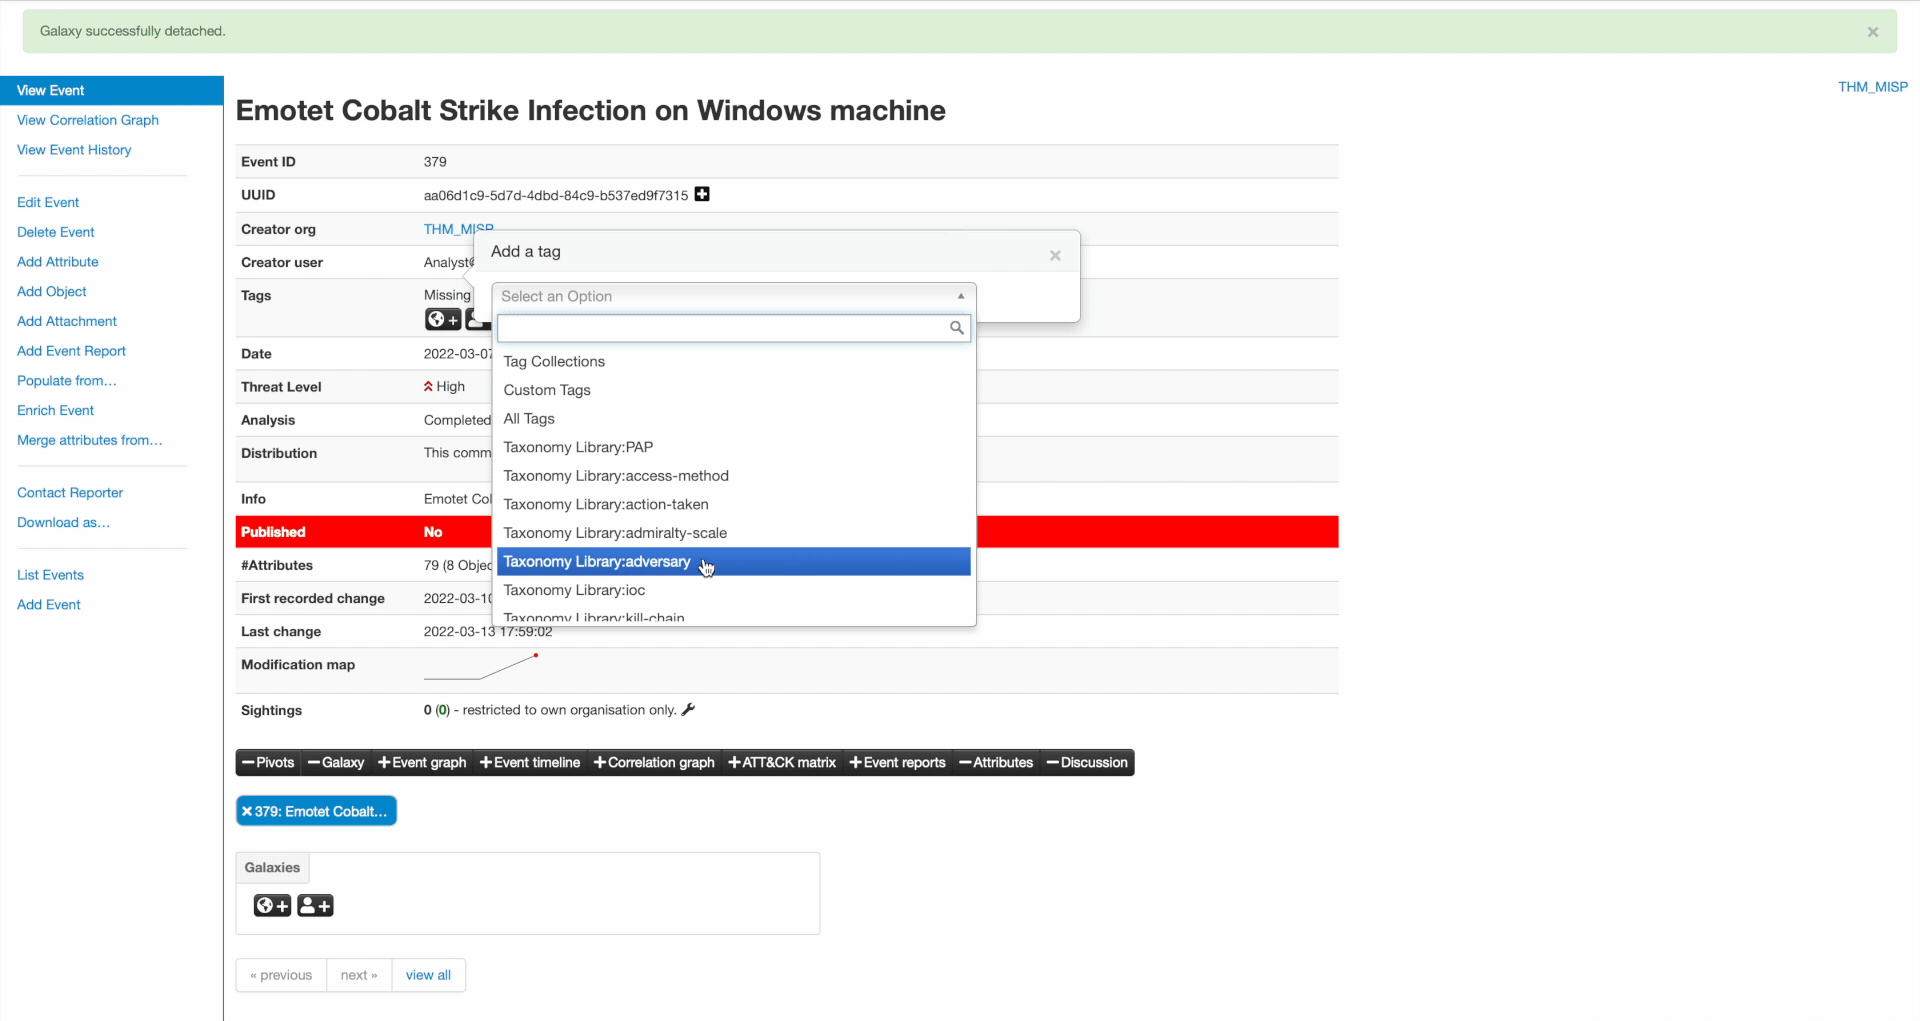 Galaxy successfully detached.
×
View Event
View Correlation Graph
View Event History
Edit Event
Delete Event
Add Attribute
Add Object
Add Attachment
Add Event Report
Populate from...
Enrich Event
Merge attributes from...
Contact Reporter
Download as...
List Events
Add Event
THM_MISP
Emotet Cobalt Strike Infection on Windows machine
Event ID 379
UUID aa06d1c9-5d7d-4dbd-84c9-b537ed9f7315
Creator org THM_MISP
Creator user Analyst
Tags Missing
Date 2022-03-07
Threat Level High
Analysis Completed
Distribution This comm
Info Emotet Co
Published No
#Attributes 79 (8 Objec
First recorded change 2022-03-10
Last change 2022-03-13 17:59:02
Modification map
Sightings 0 (0) - restricted to own organisation only.
Add a tag ×
Select an Option
Tag Collections
Custom Tags
All Tags
Taxonomy Library:PAP
Taxonomy Library:access-method
Taxonomy Library:action-taken
Taxonomy Library:admiralty-scale
Taxonomy Library:adversary
Taxonomy Library:ioc
Taxonomy Library:kill-chain
Pivots Galaxy +Event graph +Event timeline +Correlation graph +ATT&CK matrix +Event reports Attributes Discussion
× 379: Emotet Cobalt...
Galaxies
« previous next » view all